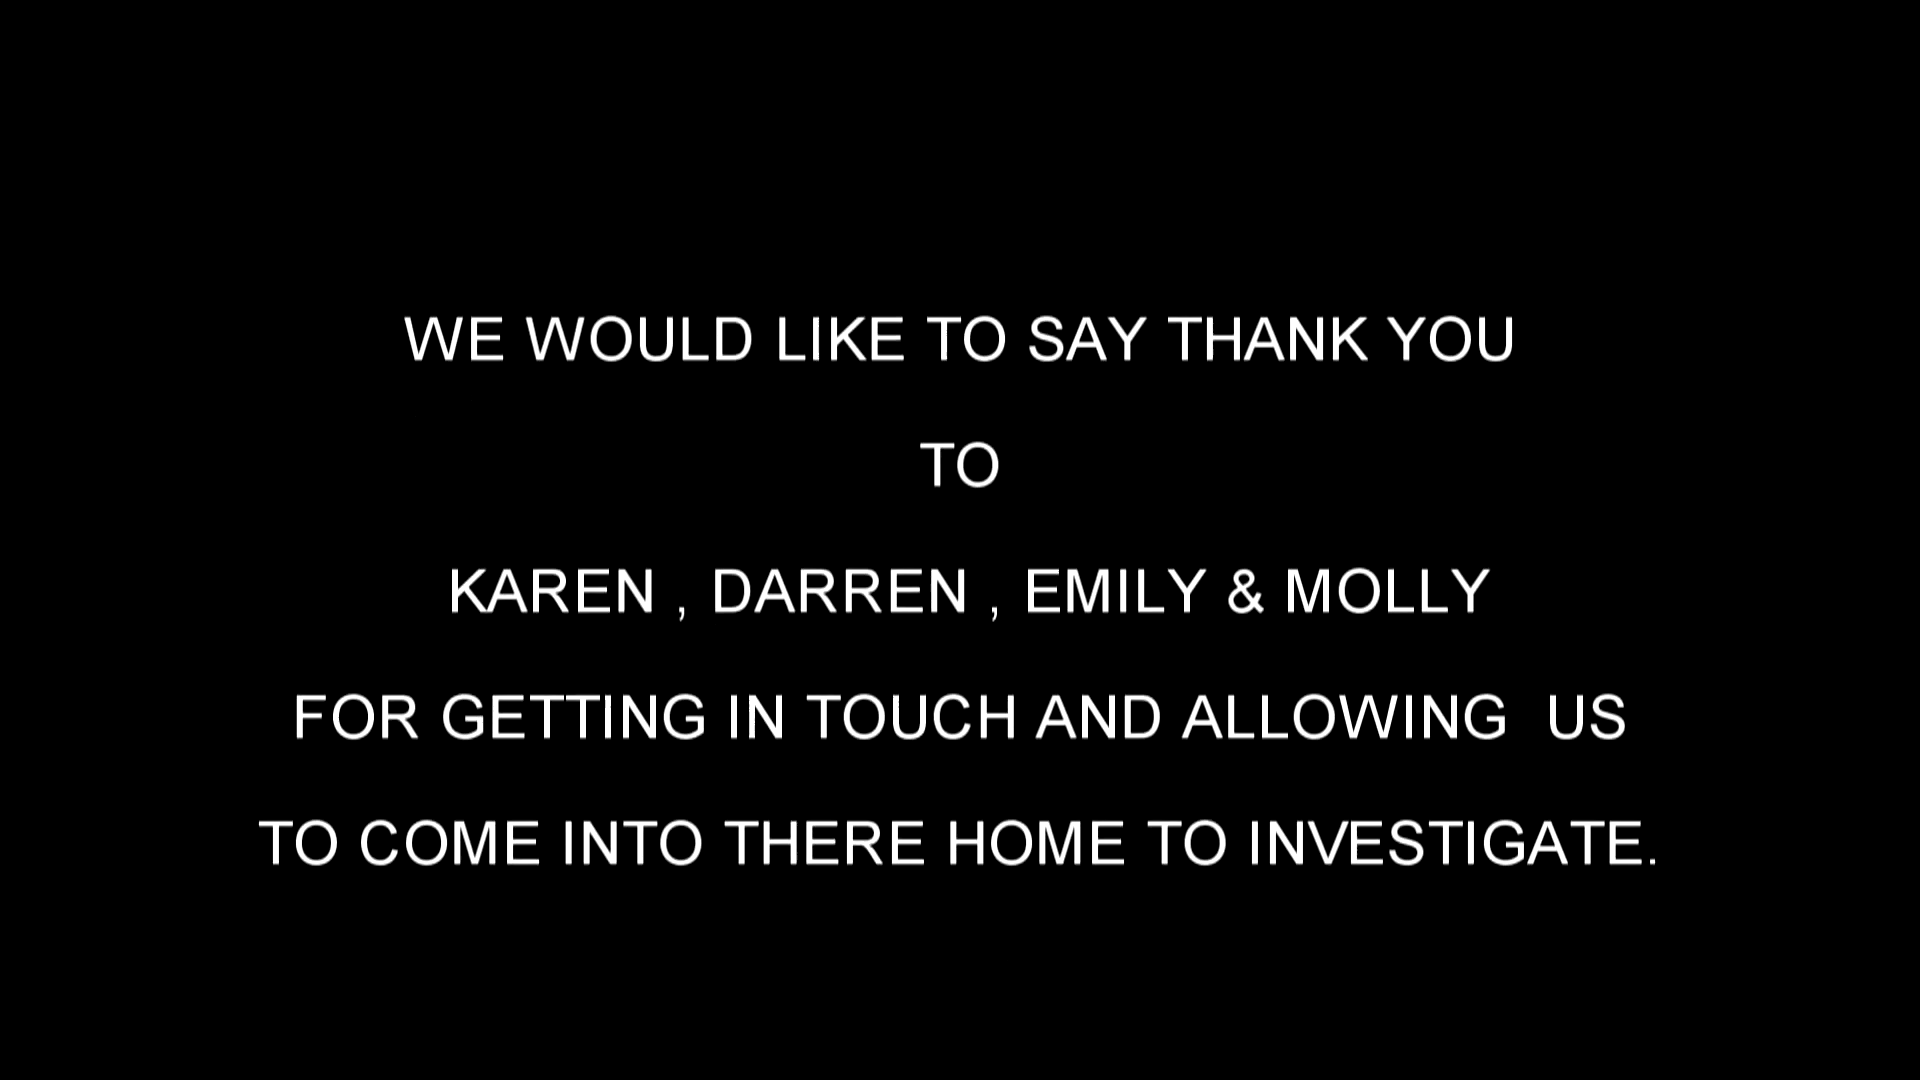 WE WOULD LIKE TO SAY THANK YOU
TO
KAREN , DARREN , EMILY & MOLLY
FOR GETTING IN TOUCH AND ALLOWING  US
TO COME INTO THERE HOME TO INVESTIGATE.